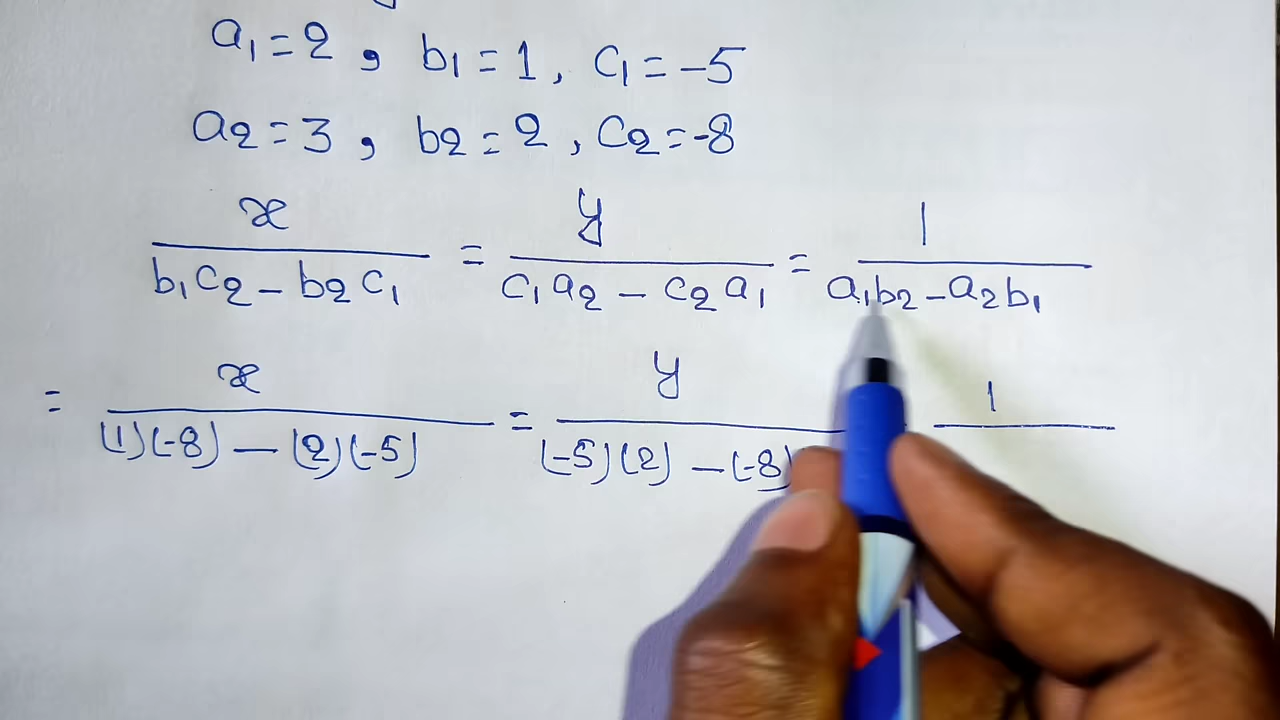 a₁ = 2 , b₁ = 1 , c₁ = -5
a₂ = 3 , b₂ = 2 , c₂ = -8
x / (b₁c₂ - b₂c₁) = y / (c₁a₂ - c₂a₁) = 1 / (a₁b₂ - a₂b₁)
= x / ((1)(-8) - (2)(-5)) = y / ((-5)(2) - (-8) 1 /